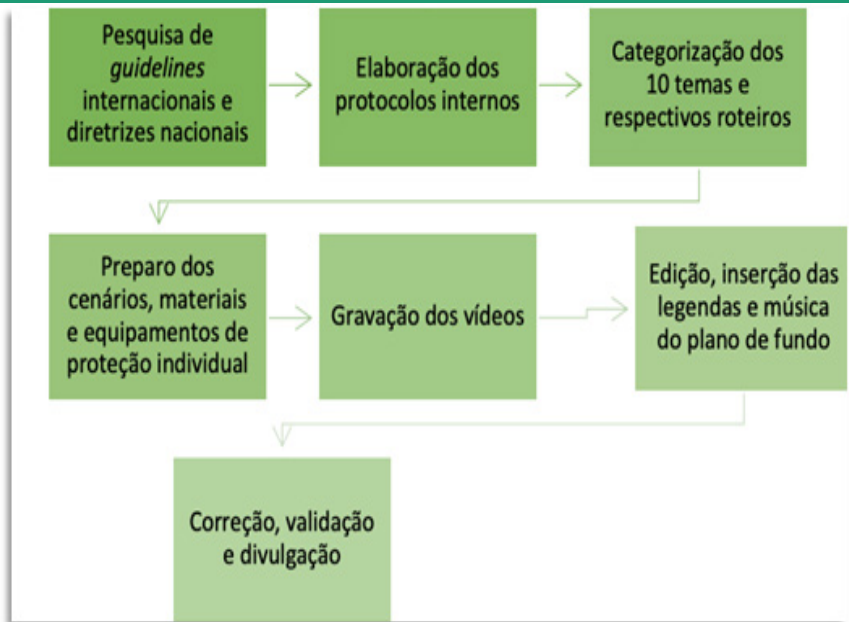 Pesquisa de
guidelines
internacionais e
diretrizes nacionais
Elaboração dos
protocolos internos
Categorização dos
10 temas e
respectivos roteiros
Preparo dos
cenários, materiais
e equipamentos de
proteção individual
Gravação dos vídeos
Edição, inserção das
legendas e música
do plano de fundo
Correção, validação
e divulgação